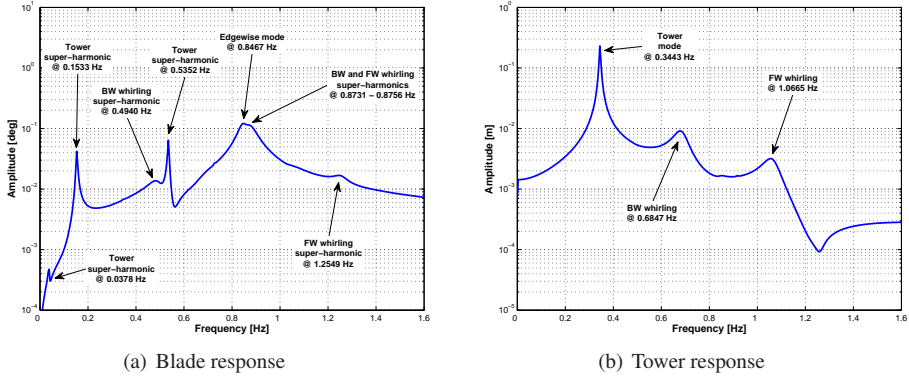 10⁰
10⁻¹
10⁻²
10⁻³
10⁻⁴
Amplitude [deg]
0
0.2
0.4
0.6
0.8
1
1.2
1.4
1.6
Frequency [Hz]
Tower
super−harmonic
@ 0.1533 Hz
BW whirling
super−harmonic
@ 0.4940 Hz
Tower
super−harmonic
@ 0.5352 Hz
Edgewise mode
@ 0.8467 Hz
BW and FW whirling
super−harmonics
@ 0.8731 − 0.8756 Hz
Tower
super−harmonic
@ 0.0378 Hz
FW whirling
super−harmonic
@ 1.2549 Hz
(a) Blade response
10⁰
10⁻¹
10⁻²
10⁻³
10⁻⁴
10⁻⁵
Amplitude [m]
0
0.2
0.4
0.6
0.8
1
1.2
1.4
1.6
Frequency [Hz]
Tower
mode
@ 0.3443 Hz
FW whirling
@ 1.0665 Hz
BW whirling
@ 0.6847 Hz
(b) Tower response